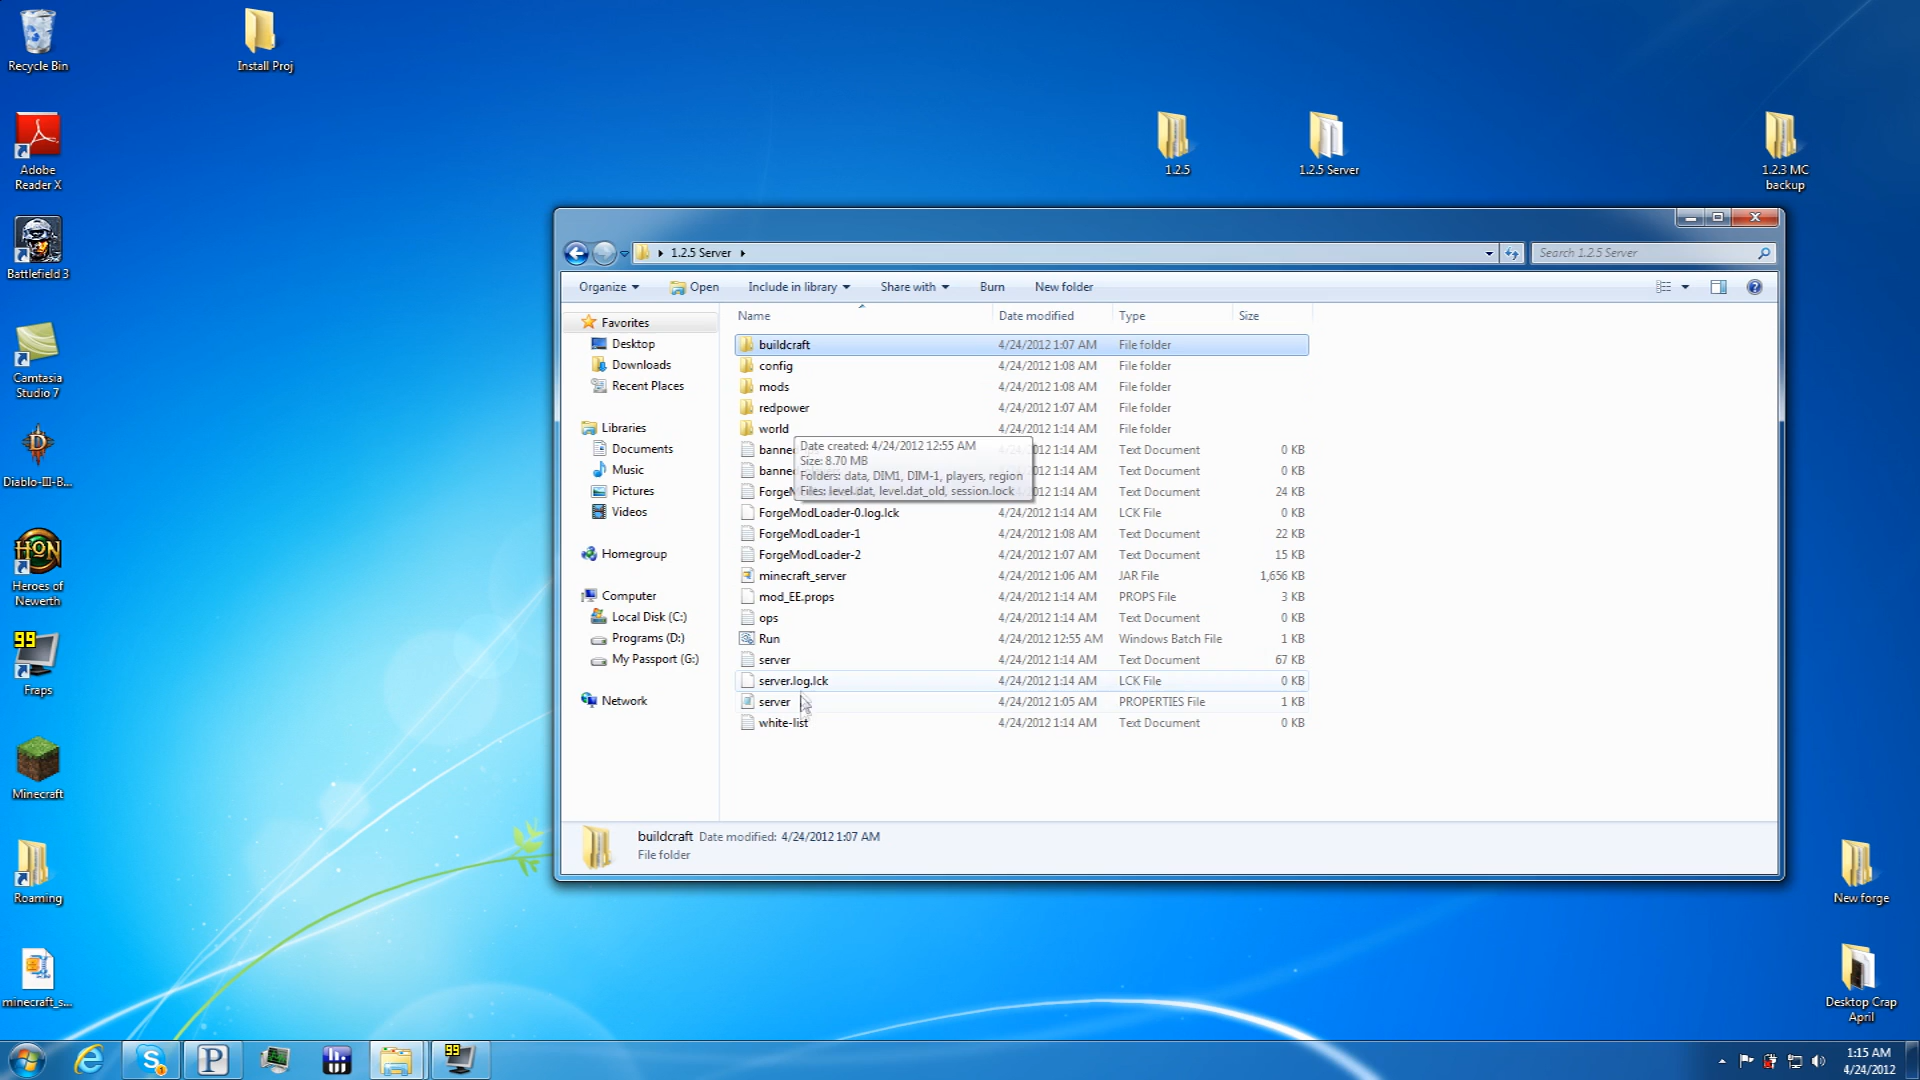 Recycle Bin
Install Proj
Adobe
Reader X
1.2.5
1.2.5 Server
1.2.3 MC
backup
Battlefield 3
Camtasia
Studio 7
Diablo-III-B...
HON
Heroes of
Newerth
99
Fraps
Minecraft
Roaming
minecraft_s...
New forge
Desktop Crap
April
1.2.5 Server
Search 1.2.5 Server
Organize
Open
Include in library
Share with
Burn
New folder
Favorites
Desktop
Downloads
Recent Places
Libraries
Documents
Music
Pictures
Videos
Homegroup
Computer
Local Disk (C:)
Programs (D:)
My Passport (G:)
Network
Name Date modified Type Size
buildcraft 4/24/2012 1:07 AM File folder
config 4/24/2012 1:08 AM File folder
mods 4/24/2012 1:08 AM File folder
redpower 4/24/2012 1:07 AM File folder
world 4/24/2012 1:14 AM File folder
Date created: 4/24/2012 12:55 AM
Size: 8.70 MB
Folders: data, DIM1, DIM-1, players, region
Files: level.dat, level.dat_old, session.lock
banne 1:14 AM Text Document 0 KB
banne 1:14 AM Text Document 0 KB
Forge 1:14 AM Text Document 24 KB
ForgeModLoader-0.log.lck 4/24/2012 1:14 AM LCK File 0 KB
ForgeModLoader-1 4/24/2012 1:08 AM Text Document 22 KB
ForgeModLoader-2 4/24/2012 1:07 AM Text Document 15 KB
minecraft_server 4/24/2012 1:06 AM JAR File 1,656 KB
mod_EE.props 4/24/2012 1:14 AM PROPS File 3 KB
ops 4/24/2012 1:14 AM Text Document 0 KB
Run 4/24/2012 12:55 AM Windows Batch File 1 KB
server 4/24/2012 1:14 AM Text Document 67 KB
server.log.lck 4/24/2012 1:14 AM LCK File 0 KB
server 4/24/2012 1:05 AM PROPERTIES File 1 KB
white-list 4/24/2012 1:14 AM Text Document 0 KB
buildcraft Date modified: 4/24/2012 1:07 AM
File folder
99
1:15 AM
4/24/2012